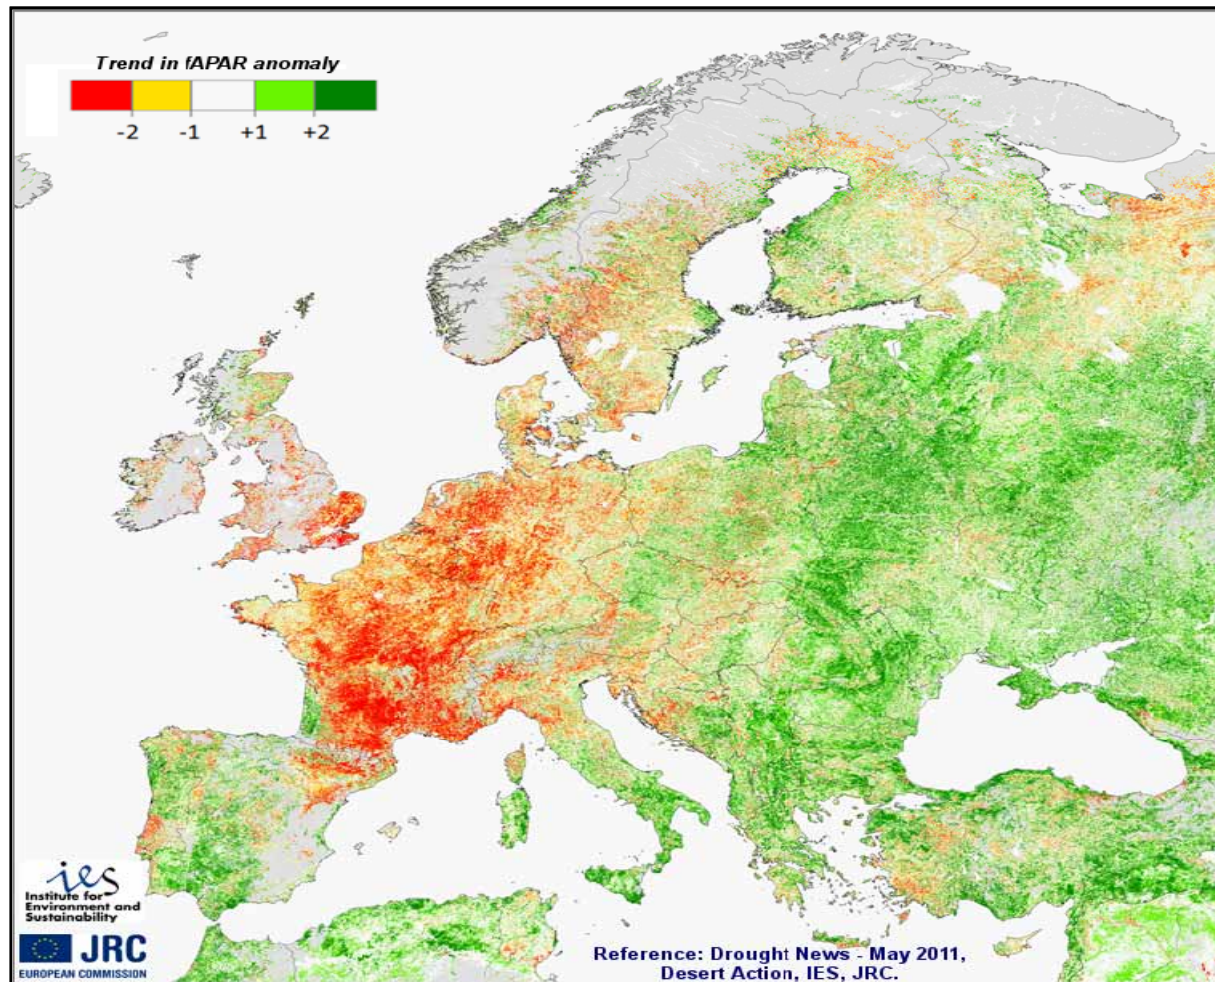 Trend in fAPAR anomaly
-2 -1 +1 +2
ies
Institute for
Environment and
Sustainability
JRC
EUROPEAN COMMISSION
Reference: Drought News - May 2011,
Desert Action, IES, JRC.